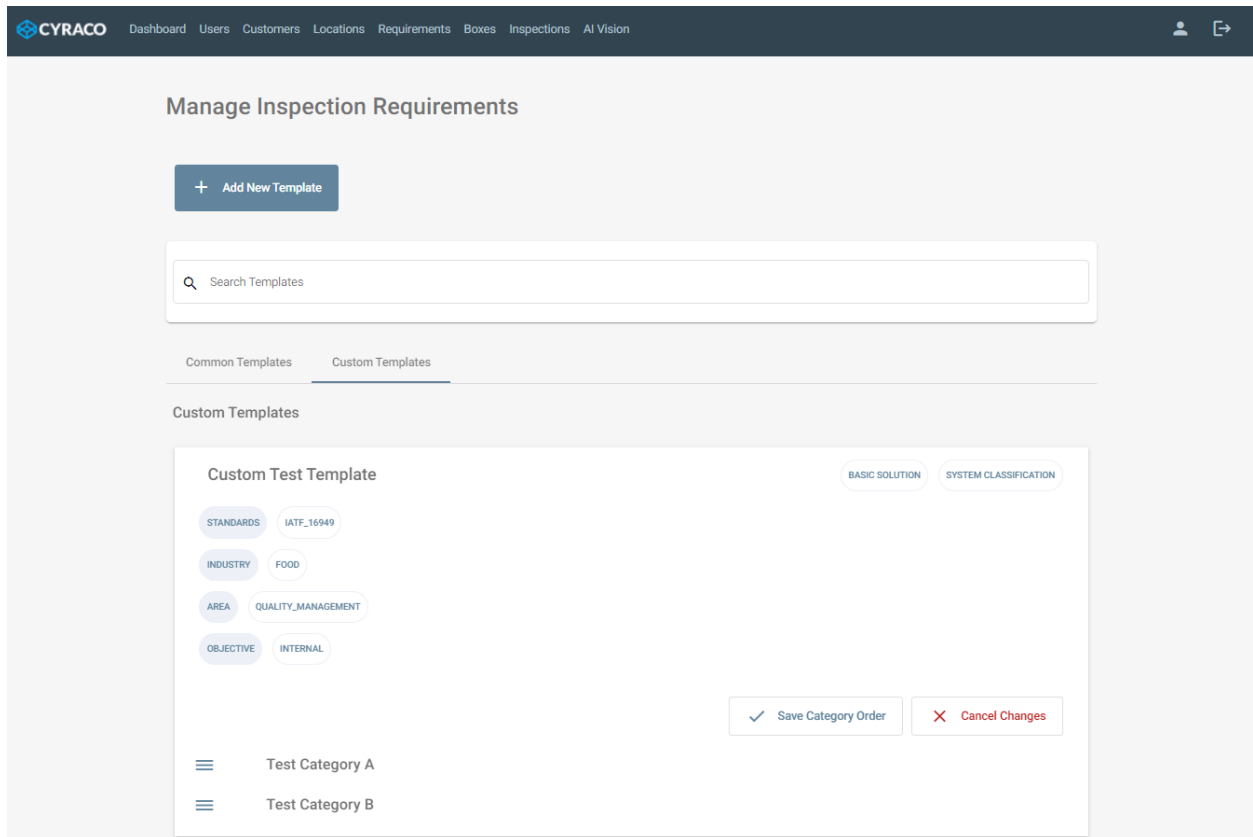 CYRACO Dashboard Users Customers Locations Requirements Boxes Inspections AI Vision
Manage Inspection Requirements
+ Add New Template
Search Templates
Common Templates Custom Templates
Custom Templates
Custom Test Template BASIC SOLUTION SYSTEM CLASSIFICATION
STANDARDS IATF_16949
INDUSTRY FOOD
AREA QUALITY_MANAGEMENT
OBJECTIVE INTERNAL
Save Category Order Cancel Changes
Test Category A
Test Category B